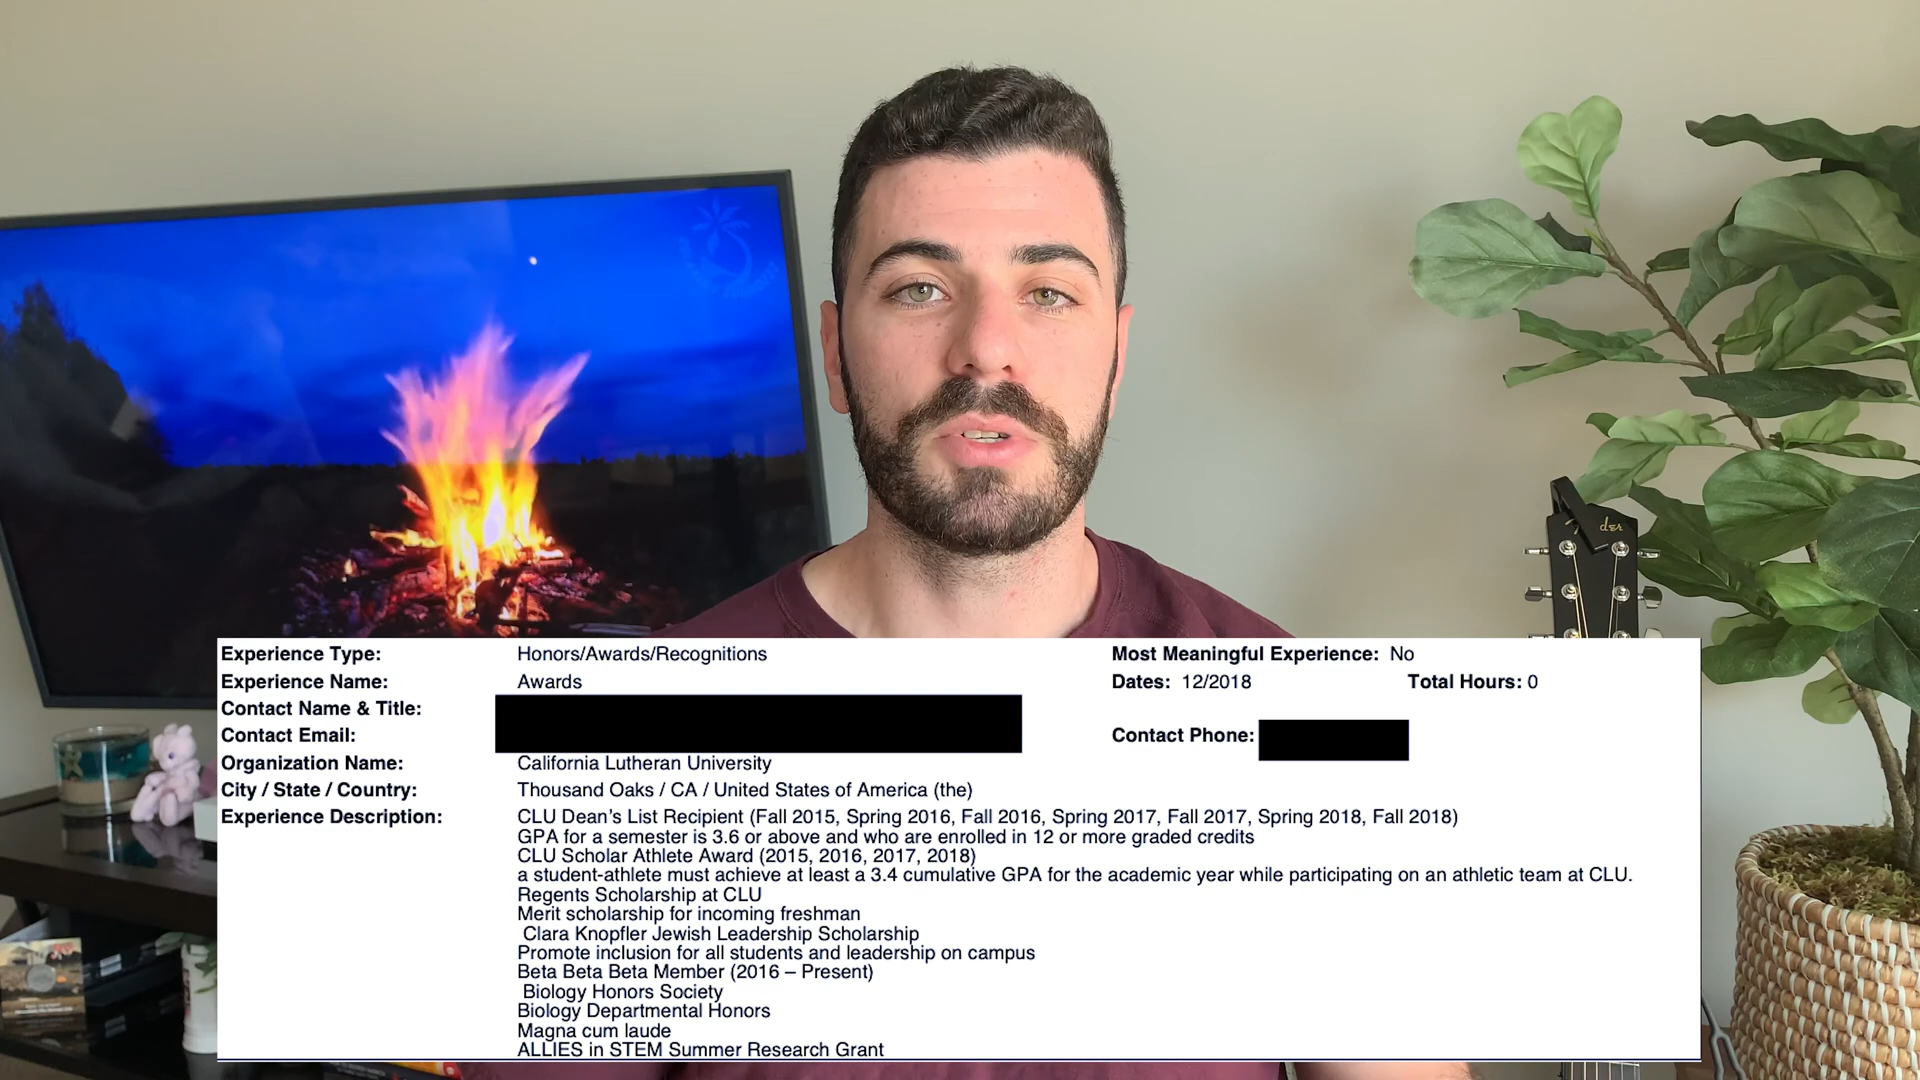 Experience Type: Honors/Awards/Recognitions Most Meaningful Experience: No
Experience Name: Awards Dates: 12/2018 Total Hours: 0
Contact Name & Title:
Contact Email: Contact Phone:
Organization Name: California Lutheran University
City / State / Country: Thousand Oaks / CA / United States of America (the)
Experience Description: CLU Dean's List Recipient (Fall 2015, Spring 2016, Fall 2016, Spring 2017, Fall 2017, Spring 2018, Fall 2018)
GPA for a semester is 3.6 or above and who are enrolled in 12 or more graded credits
CLU Scholar Athlete Award (2015, 2016, 2017, 2018)
a student-athlete must achieve at least a 3.4 cumulative GPA for the academic year while participating on an athletic team at CLU.
Regents Scholarship at CLU
Merit scholarship for incoming freshman
Clara Knopfler Jewish Leadership Scholarship
Promote inclusion for all students and leadership on campus
Beta Beta Beta Member (2016 – Present)
Biology Honors Society
Biology Departmental Honors
Magna cum laude
ALLIES in STEM Summer Research Grant